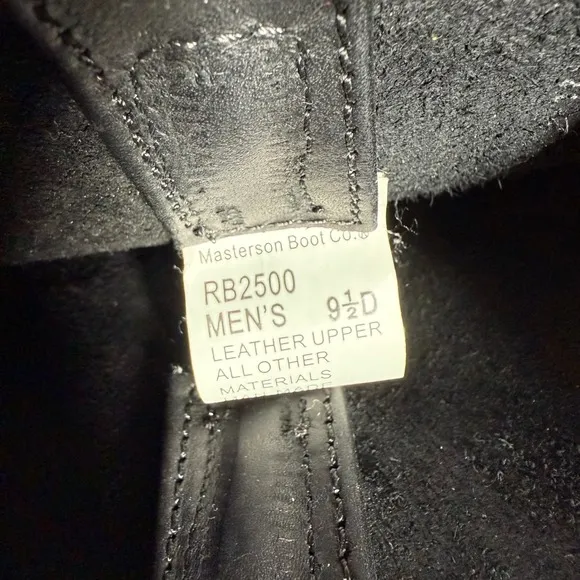 Masterson Boot Co.®
RB2500
MEN'S 9½D
LEATHER UPPER
ALL OTHER
MATERIALS